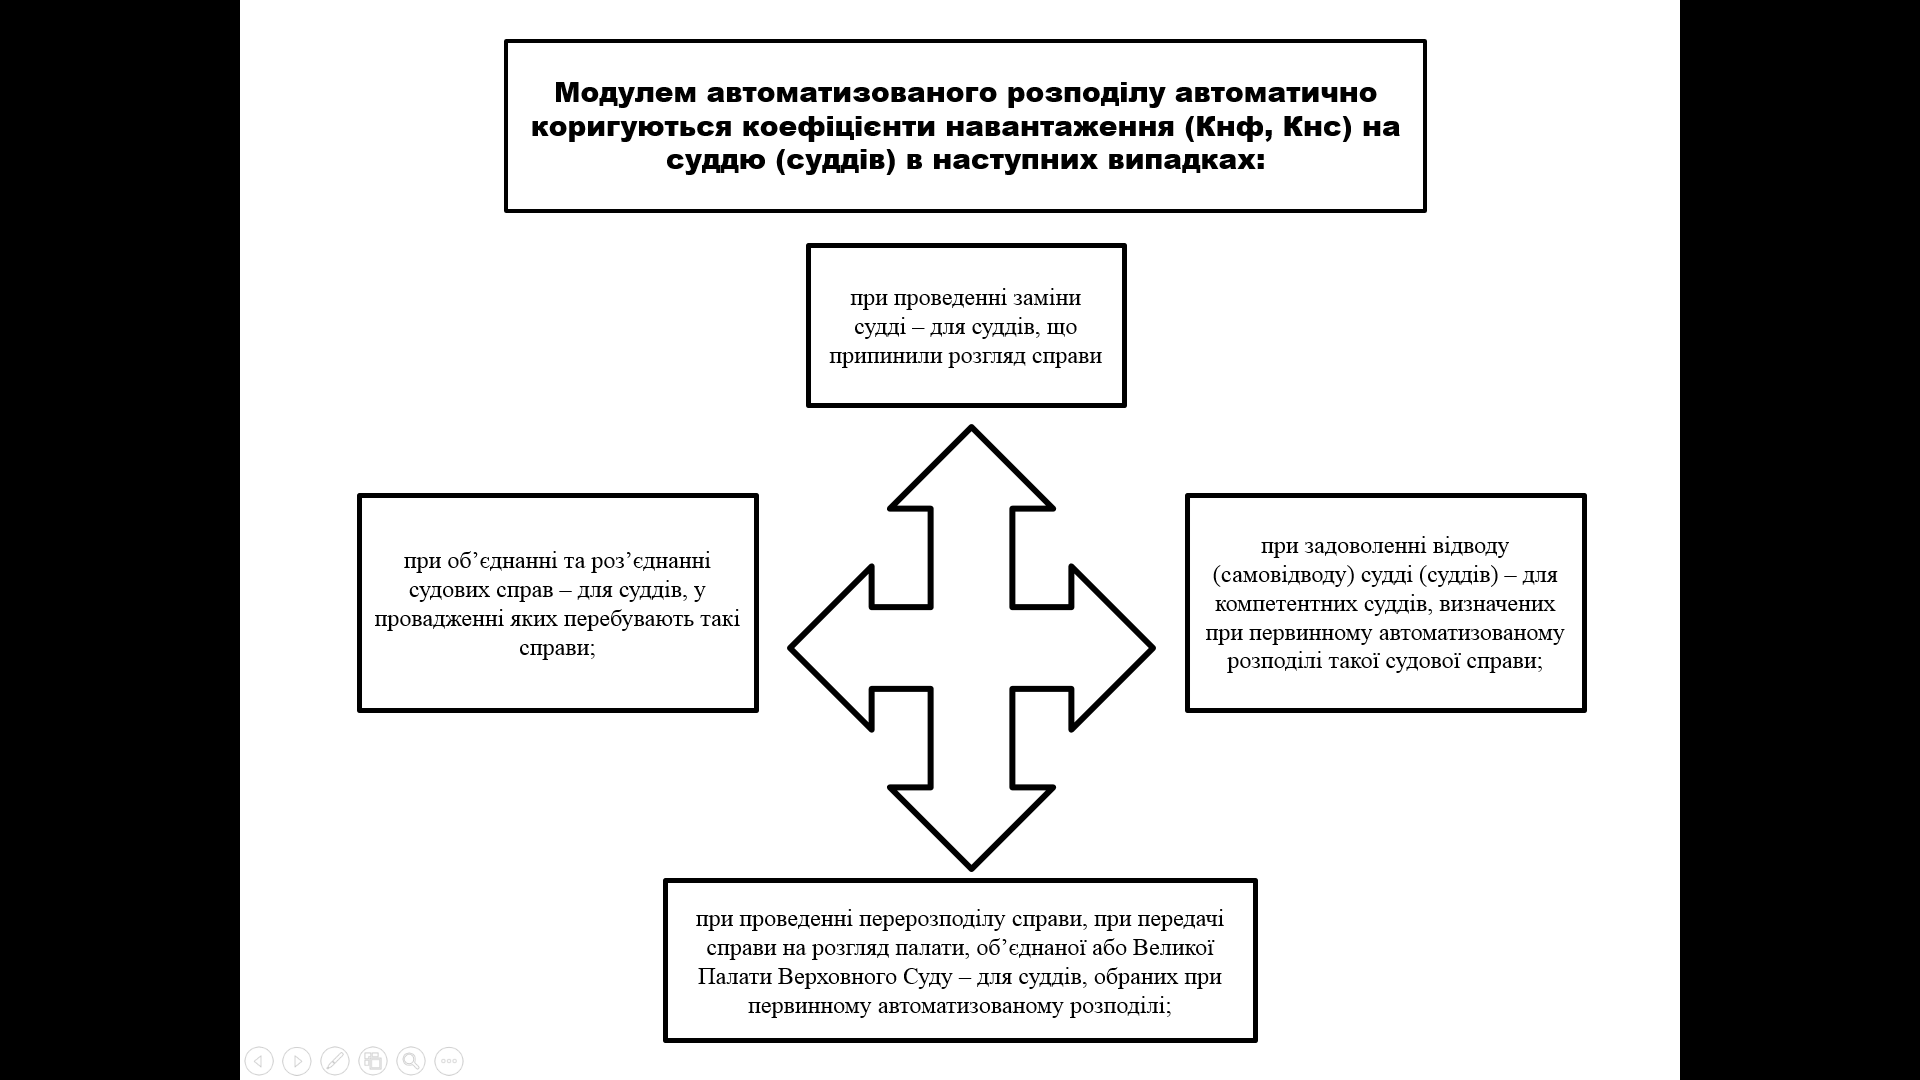 Модулем автоматизованого розподілу автоматично
коригуються коефіцієнти навантаження (Кнф, Кнс) на
суддю (суддів) в наступних випадках:
при проведенні заміни
судді – для суддів, що
припинили розгляд справи
при об’єднанні та роз’єднанні
судових справ – для суддів, у
провадженні яких перебувають такі
справи;
при задоволенні відводу
(самовідводу) судді (суддів) – для
компетентних суддів, визначених
при первинному автоматизованому
розподілі такої судової справи;
при проведенні перерозподілу справи, при передачі
справи на розгляд палати, об’єднаної або Великої
Палати Верховного Суду – для суддів, обраних при
первинному автоматизованому розподілі;